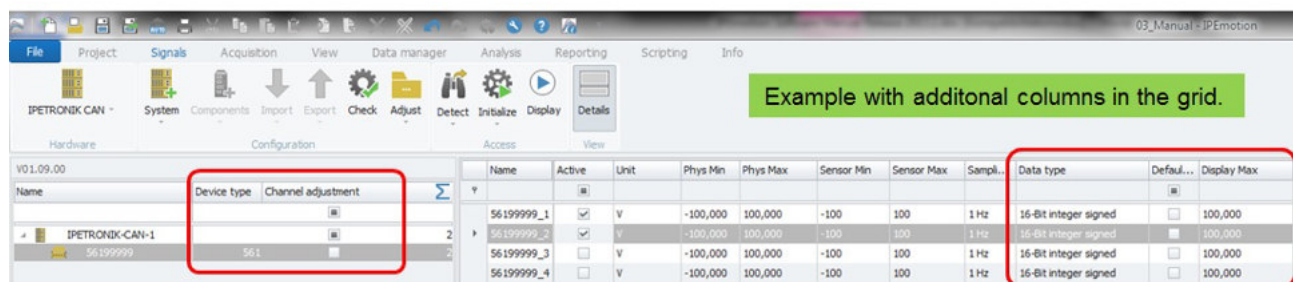 03_Manual - IPEmotion
File Project Signals Acquisition View Data manager Analysis Reporting Scripting Info
IPETRONIK CAN System Components Import Export Check Adjust Detect Initialize Display Details
Hardware Configuration Access View
Example with additonal columns in the grid.
V01.09.00
Name Device type Channel adjustment Σ
IPETRONIK-CAN-1 2
56199999 561 2
Name Active Unit Phys Min Phys Max Sensor Min Sensor Max Sampli... Data type Defaul... Display Max
56199999_1 V -100,000 100,000 -100 100 1 Hz 16-Bit integer signed 100,000
56199999_2 V -100,000 100,000 -100 100 1 Hz 16-Bit integer signed 100,000
56199999_3 V -100,000 100,000 -100 100 1 Hz 16-Bit integer signed 100,000
56199999_4 V -100,000 100,000 -100 100 1 Hz 16-Bit integer signed 100,000